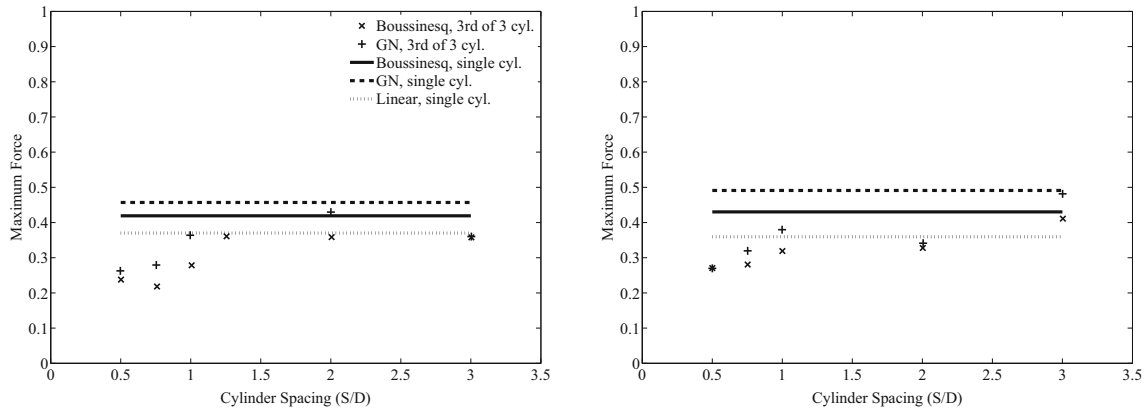 1
0.9
0.8
0.7
0.6
0.5
0.4
0.3
0.2
0.1
0
Maximum Force
Boussinesq, 3rd of 3 cyl.
GN, 3rd of 3 cyl.
Boussinesq, single cyl.
GN, single cyl.
Linear, single cyl.
0 0.5 1 1.5 2 2.5 3 3.5
Cylinder Spacing (S/D)
1
0.9
0.8
0.7
0.6
0.5
0.4
0.3
0.2
0.1
0
Maximum Force
0 0.5 1 1.5 2 2.5 3 3.5
Cylinder Spacing (S/D)